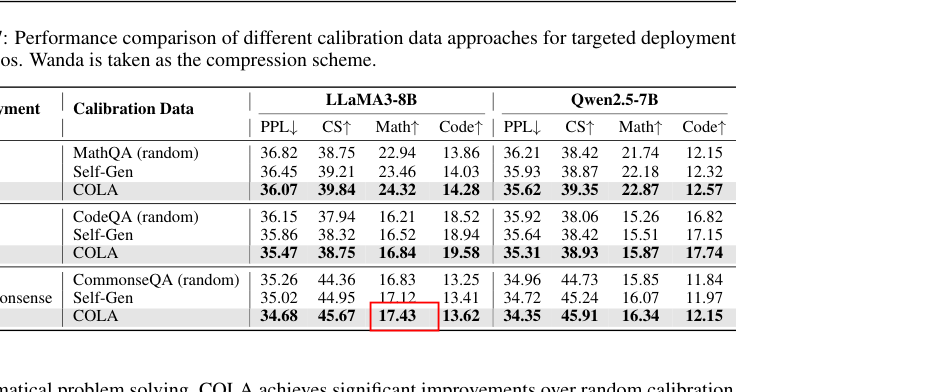 : Performance comparison of different calibration data approaches for targeted deployment
os. Wanda is taken as the compression scheme.
yment Calibration Data LLaMA3-8B Qwen2.5-7B
PPL↓ CS↑ Math↑ Code↑ PPL↓ CS↑ Math↑ Code↑
MathQA (random) 36.82 38.75 22.94 13.86 36.21 38.42 21.74 12.15
Self-Gen 36.45 39.21 23.46 14.03 35.93 38.87 22.18 12.32
COLA 36.07 39.84 24.32 14.28 35.62 39.35 22.87 12.57
CodeQA (random) 36.15 37.94 16.21 18.52 35.92 38.06 15.26 16.82
Self-Gen 35.86 38.32 16.52 18.94 35.64 38.42 15.51 17.15
COLA 35.47 38.75 16.84 19.58 35.31 38.93 15.87 17.74
CommonseQA (random) 35.26 44.36 16.83 13.25 34.96 44.73 15.85 11.84
onsense Self-Gen 35.02 44.95 17.12 13.41 34.72 45.24 16.07 11.97
COLA 34.68 45.67 17.43 13.62 34.35 45.91 16.34 12.15
matical problem solving, COLA achieves significant improvements over random calibration